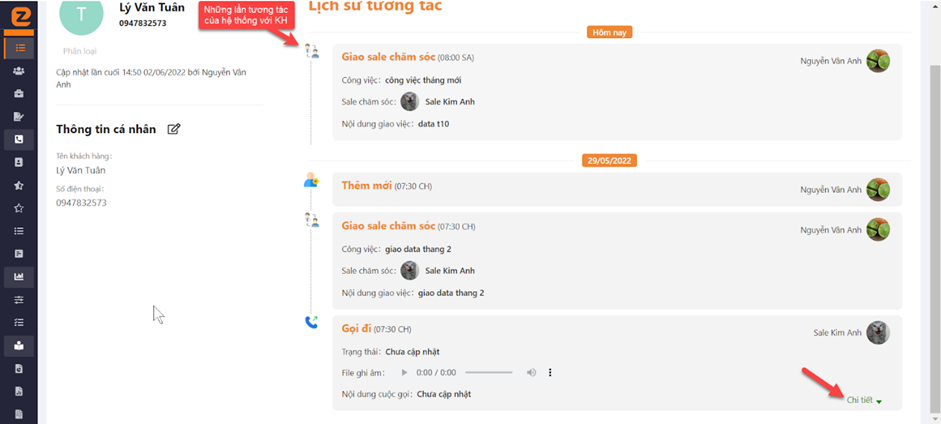 T
Lý Văn Tuân
0947832573
Phân loại
Cập nhật lần cuối 14:50 02/06/2022 bởi Nguyễn Văn
Anh
Thông tin cá nhân
Tên khách hàng:
Lý Văn Tuân
Số điện thoại:
0947832573
Những lần tương tác
của hệ thống với KH
Lịch sử tương tác
Hôm nay
Giao sale chăm sóc (08:00 SA)
Nguyễn Văn Anh
Công việc: công việc tháng mới
Sale chăm sóc: Sale Kim Anh
Nội dung giao việc: data t10
29/05/2022
Thêm mới (07:30 CH)
Nguyễn Văn Anh
Giao sale chăm sóc (07:30 CH)
Nguyễn Văn Anh
Công việc: giao data thang 2
Sale chăm sóc: Sale Kim Anh
Nội dung giao việc: giao data thang 2
Gọi đi (07:30 CH)
Sale Kim Anh
Trạng thái: Chưa cập nhật
File ghi âm: 0:00 / 0:00
Nội dung cuộc gọi: Chưa cập nhật
Chi tiết